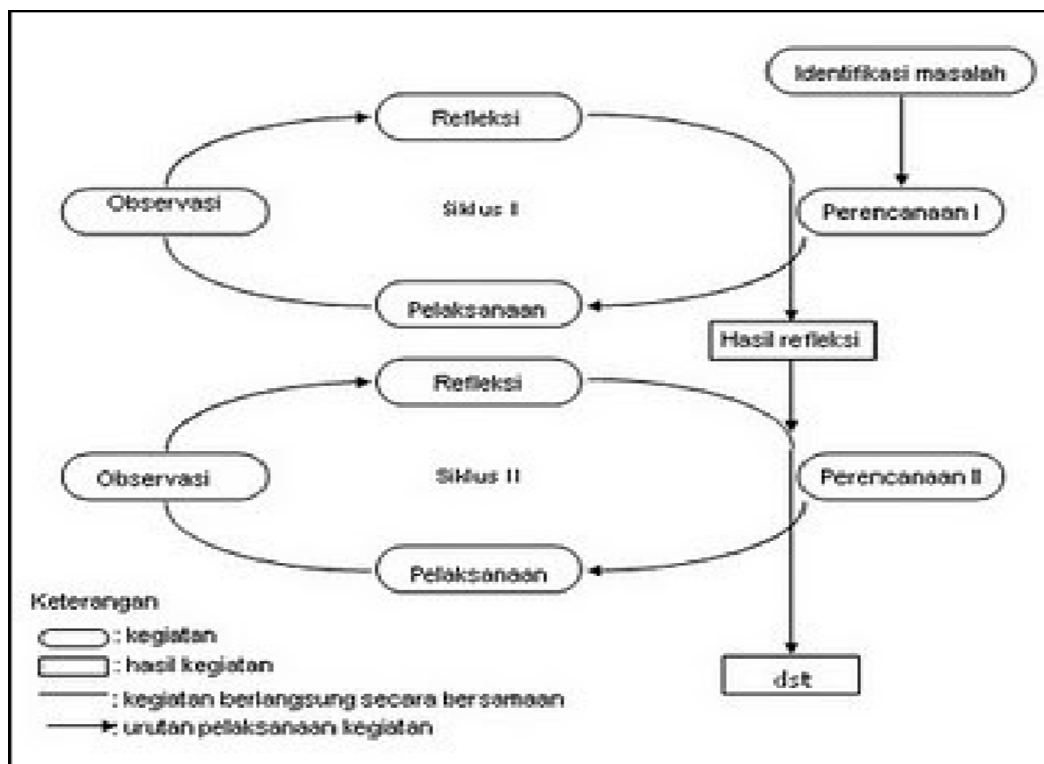 Identifikasi masalah
Refleksi
Observasi
Siklus I
Perencanaan I
Pelaksanaan
Hasil refleksi
Refleksi
Observasi
Siklus II
Perencanaan II
Pelaksanaan
Keterangan
: kegiatan
: hasil kegiatan
: kegiatan berlangsung secara bersamaan
: urutan pelaksanaan kegiatan
dst